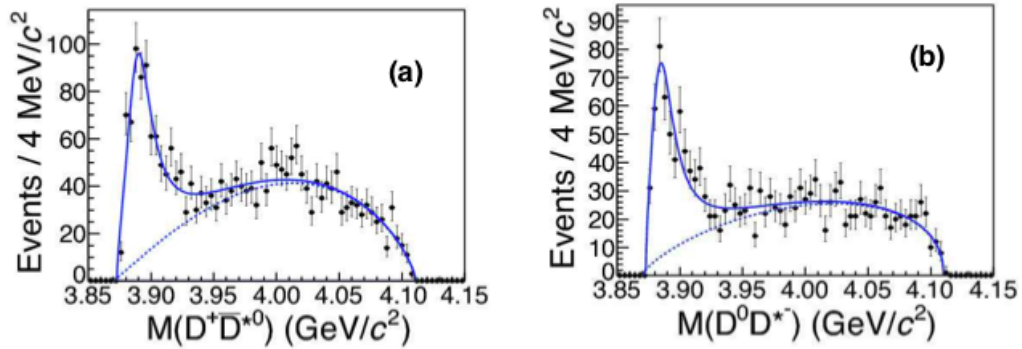 Events / 4 MeV/c²
100
80
60
40
20
0
(a)
3.85 3.90 3.95 4.00 4.05 4.10 4.15
M(D⁺D̅*⁰) (GeV/c²)
Events / 4 MeV/c²
90
80
70
60
50
40
30
20
10
0
(b)
3.85 3.90 3.95 4.00 4.05 4.10 4.15
M(D⁰D*⁻) (GeV/c²)